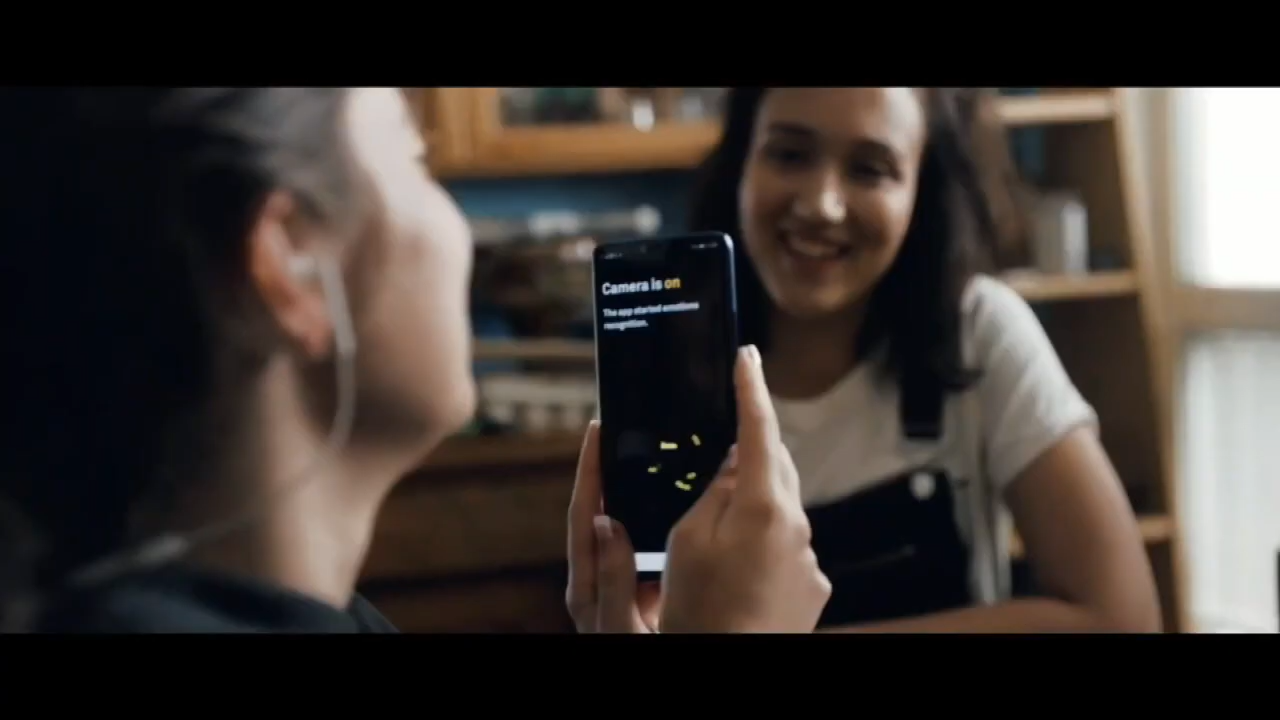 Camera is on
The app started emotions
recognition.